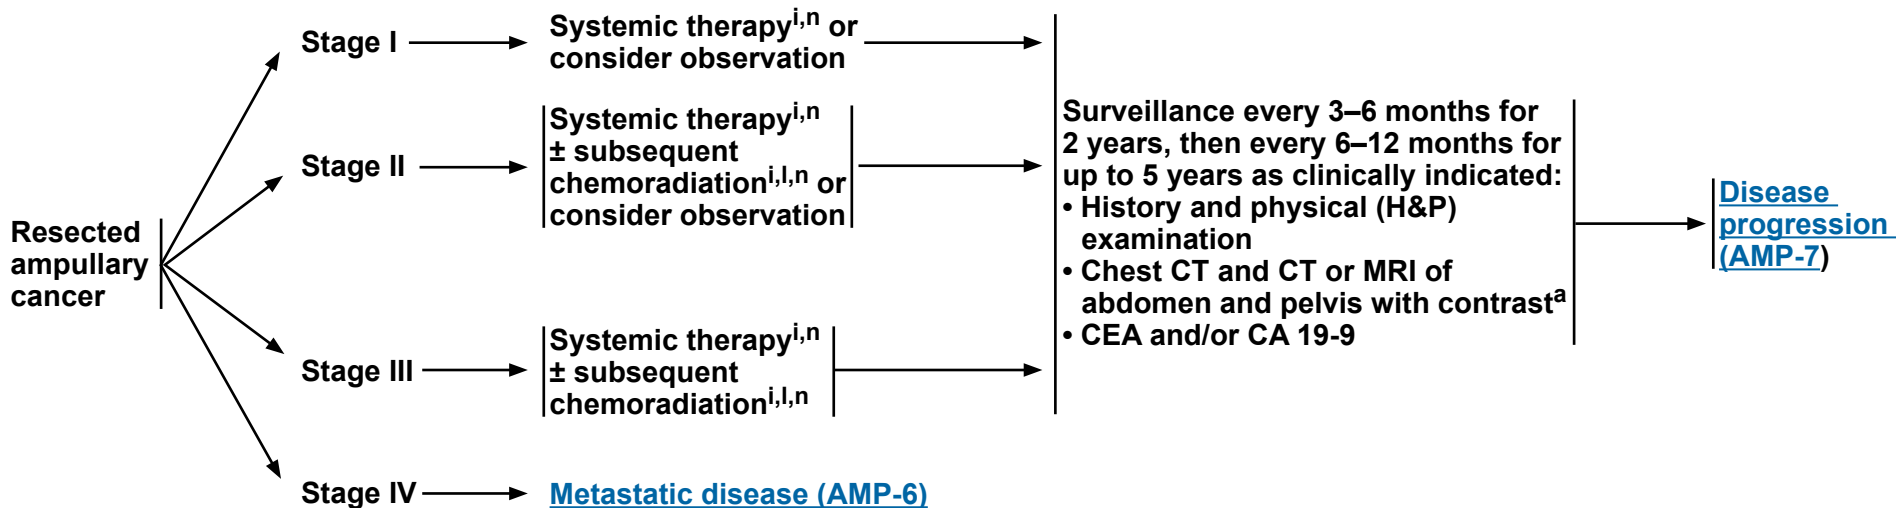 Resected
ampullary
cancer
Stage I
Systemic therapyi,n or
consider observation
Stage II
Systemic therapyi,n
± subsequent
chemoradiationi,l,n or
consider observation
Stage III
Systemic therapyi,n
± subsequent
chemoradiationi,l,n
Stage IV
Metastatic disease (AMP-6)
Surveillance every 3–6 months for
2 years, then every 6–12 months for
up to 5 years as clinically indicated:
• History and physical (H&P)
examination
• Chest CT and CT or MRI of
abdomen and pelvis with contrasta
• CEA and/or CA 19-9
Disease
progression
(AMP-7)